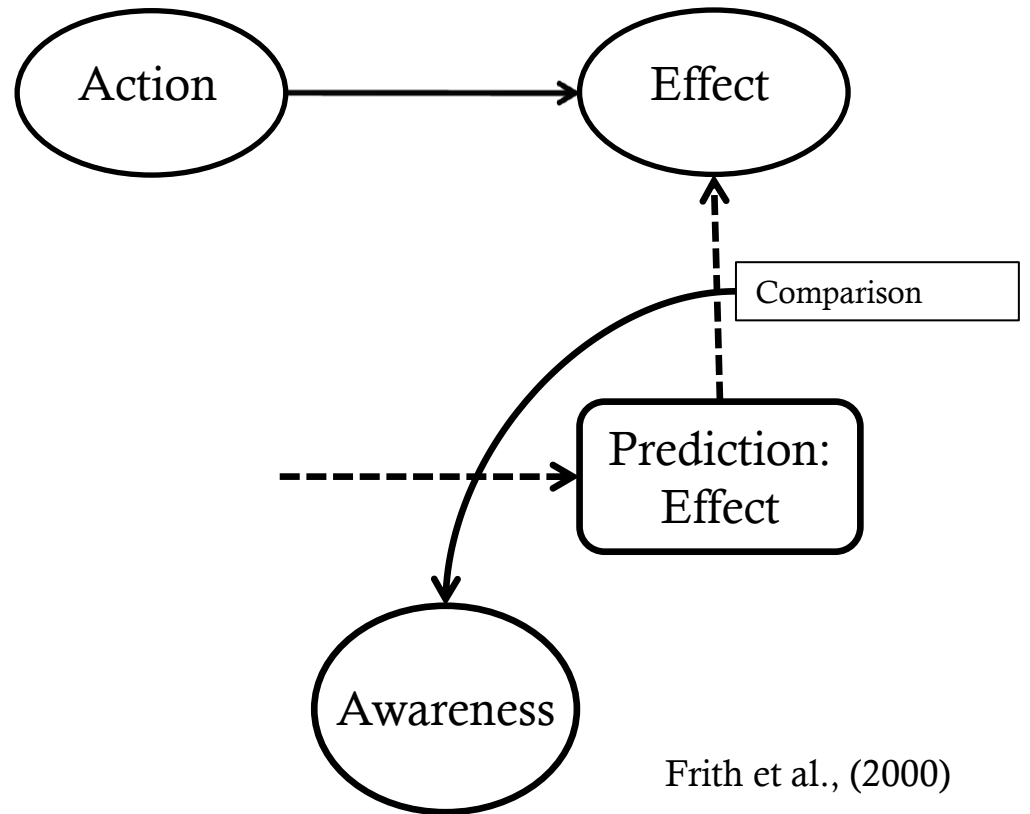 Action
Effect
Comparison
Prediction:
Effect
Awareness
Frith et al., (2000)